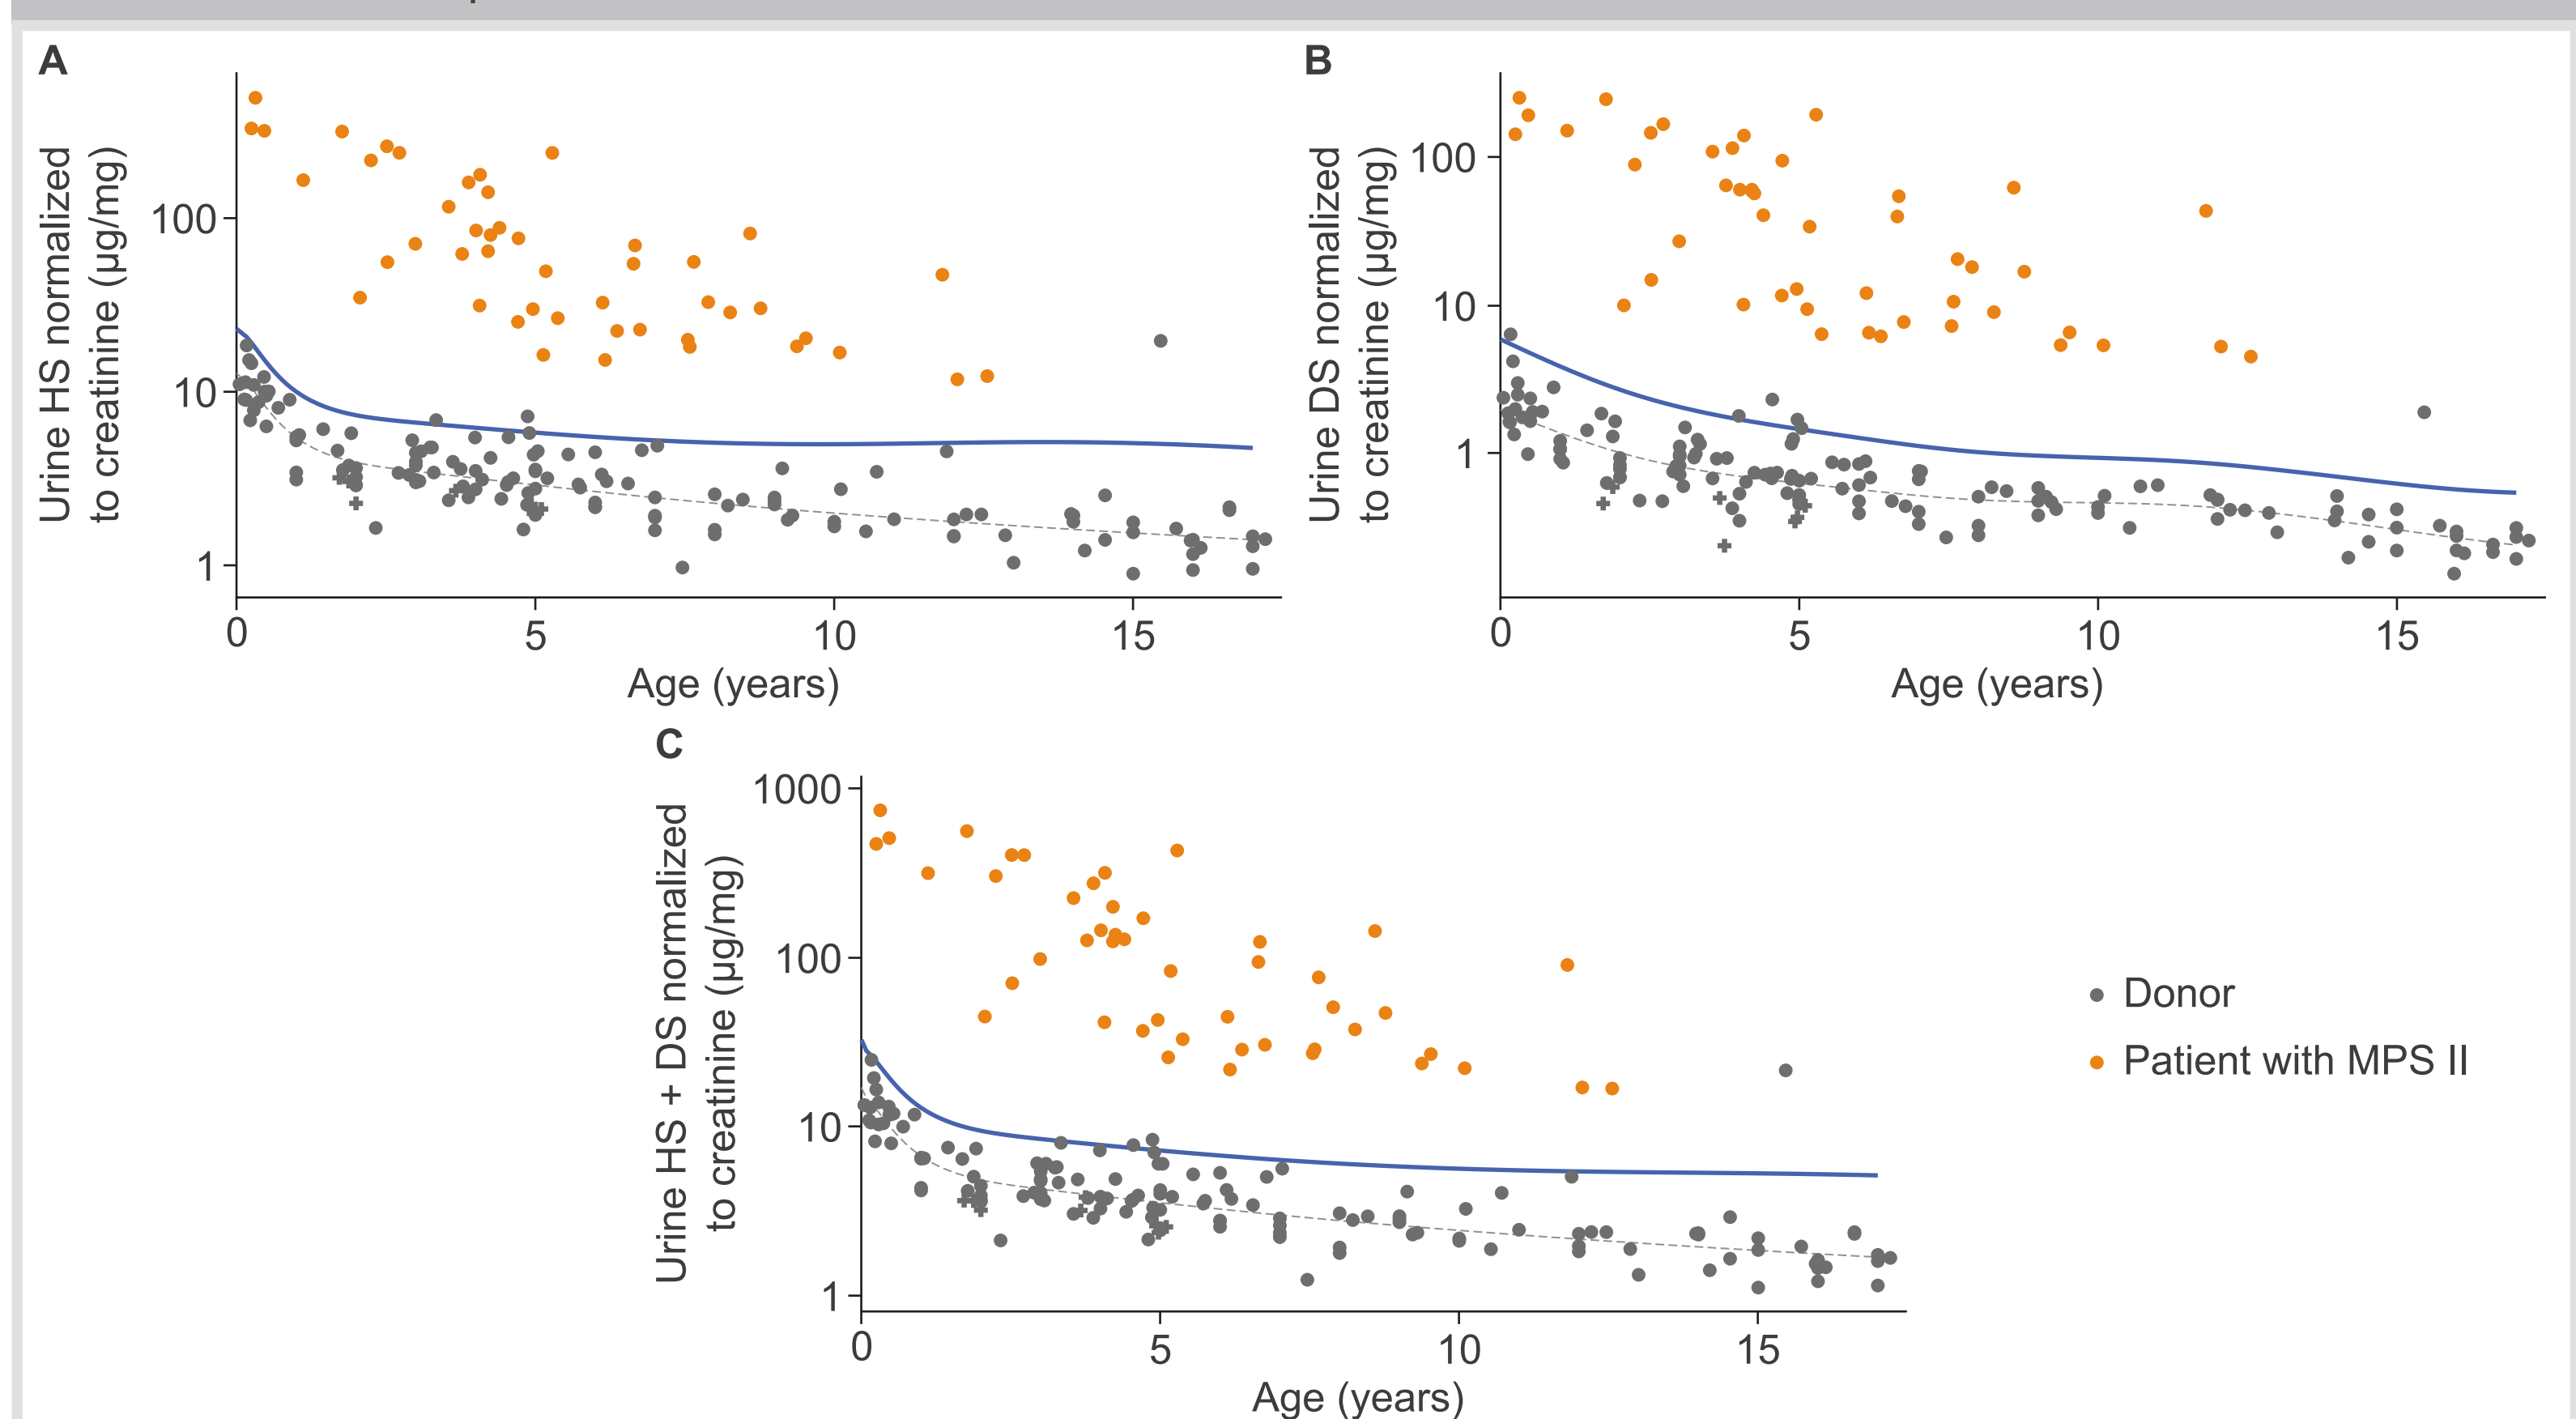 A
Urine HS normalized
to creatinine (µg/mg)
100
10
1
0 5 10 15
Age (years)
B
Urine DS normalized
to creatinine (µg/mg)
100
10
1
0 5 10 15
Age (years)
C
Urine HS + DS normalized
to creatinine (µg/mg)
1000
100
10
1
0 5 10 15
Age (years)
Donor
Patient with MPS II